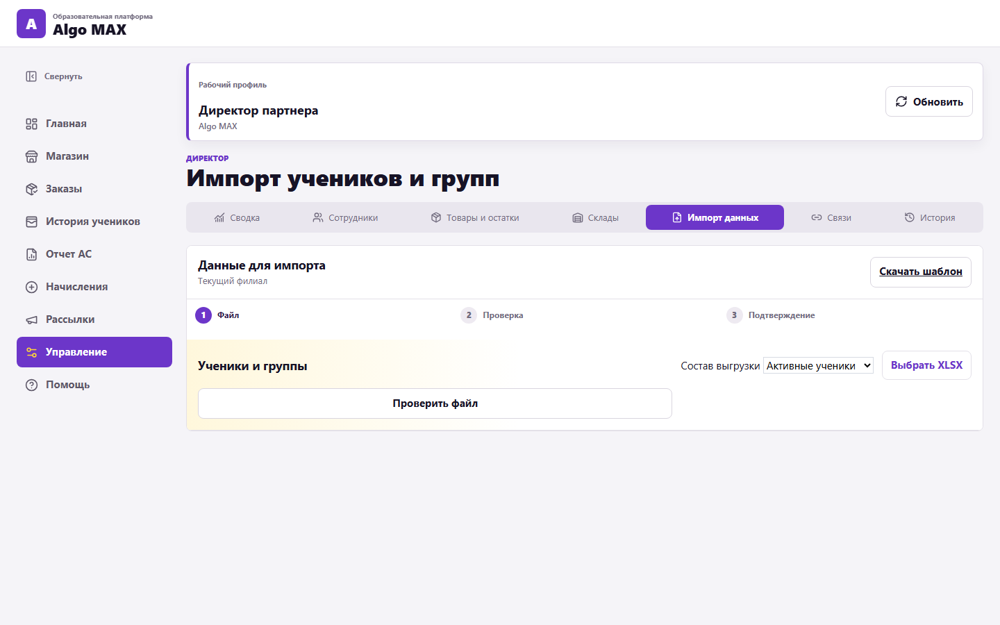 A
Образовательная платформа
Algo MAX
Свернуть
Главная
Магазин
Заказы
История учеников
Отчет АС
Начисления
Рассылки
Управление
Помощь
Рабочий профиль
Директор партнера
Algo MAX
Обновить
ДИРЕКТОР
Импорт учеников и групп
Сводка
Сотрудники
Товары и остатки
Склады
Импорт данных
Связи
История
Данные для импорта
Текущий филиал
Скачать шаблон
1 Файл
2 Проверка
3 Подтверждение
Ученики и группы
Состав выгрузки Активные ученики
Выбрать XLSX
Проверить файл